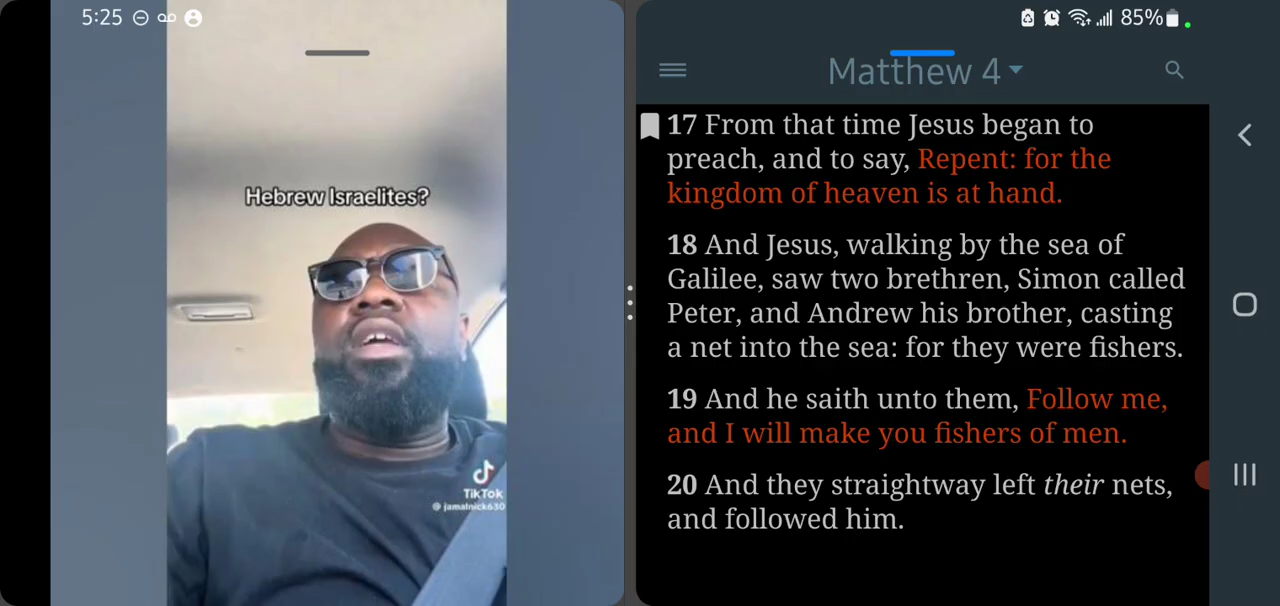 5:25
85%
Hebrew Israelites?
TikTok
@jamalnick630
Matthew 4
17 From that time Jesus began to
preach, and to say, Repent: for the
kingdom of heaven is at hand.
18 And Jesus, walking by the sea of
Galilee, saw two brethren, Simon called
Peter, and Andrew his brother, casting
a net into the sea: for they were fishers.
19 And he saith unto them, Follow me,
and I will make you fishers of men.
20 And they straightway left their nets,
and followed him.